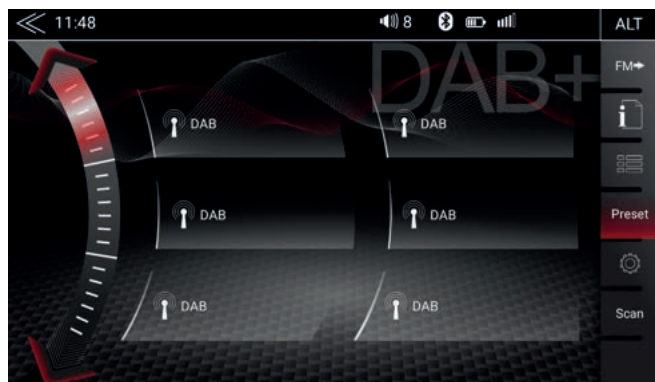 11:48 8 ALT
DAB+
FM
DAB DAB
DAB DAB
Preset
DAB DAB
Scan